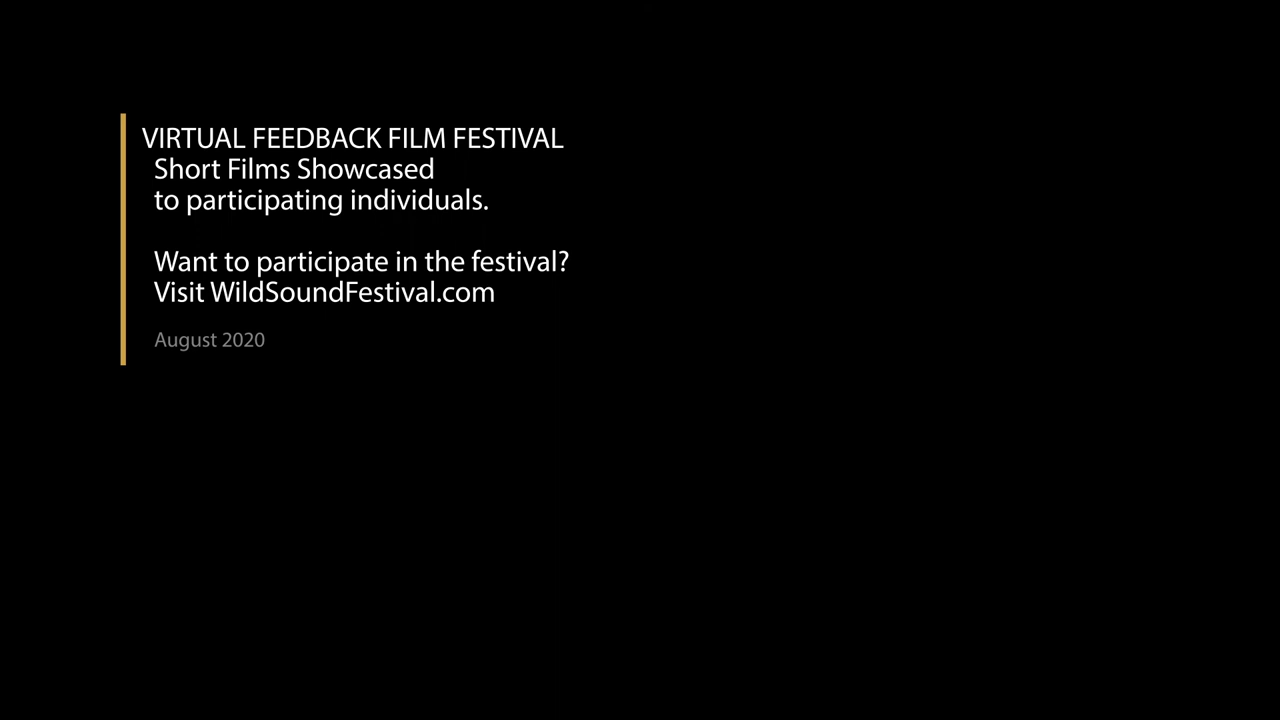 VIRTUAL FEEDBACK FILM FESTIVAL
Short Films Showcased
to participating individuals.
Want to participate in the festival?
Visit WildSoundFestival.com
August 2020